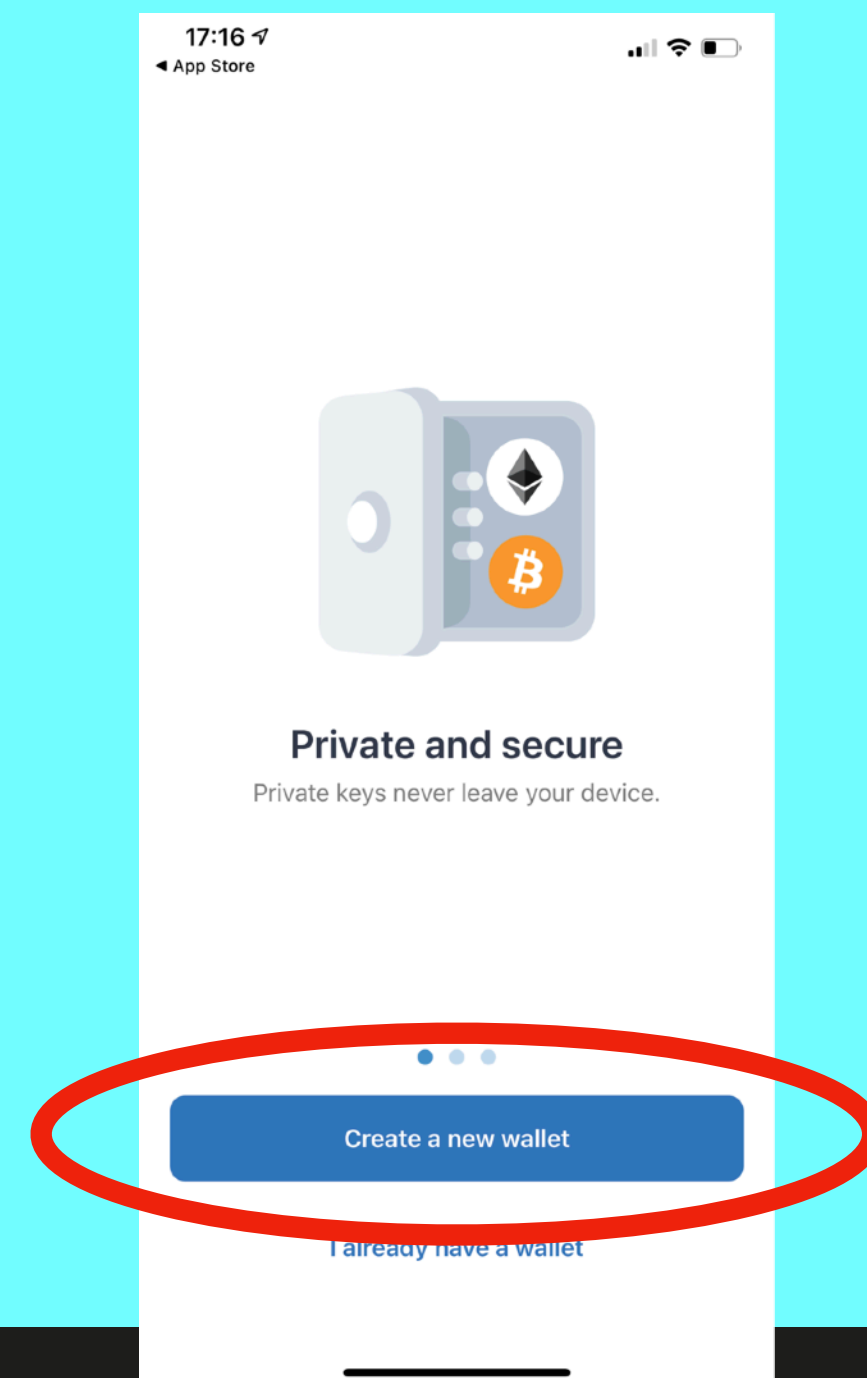 17:16
◀ App Store
Private and secure
Private keys never leave your device.
Create a new wallet
I already have a wallet